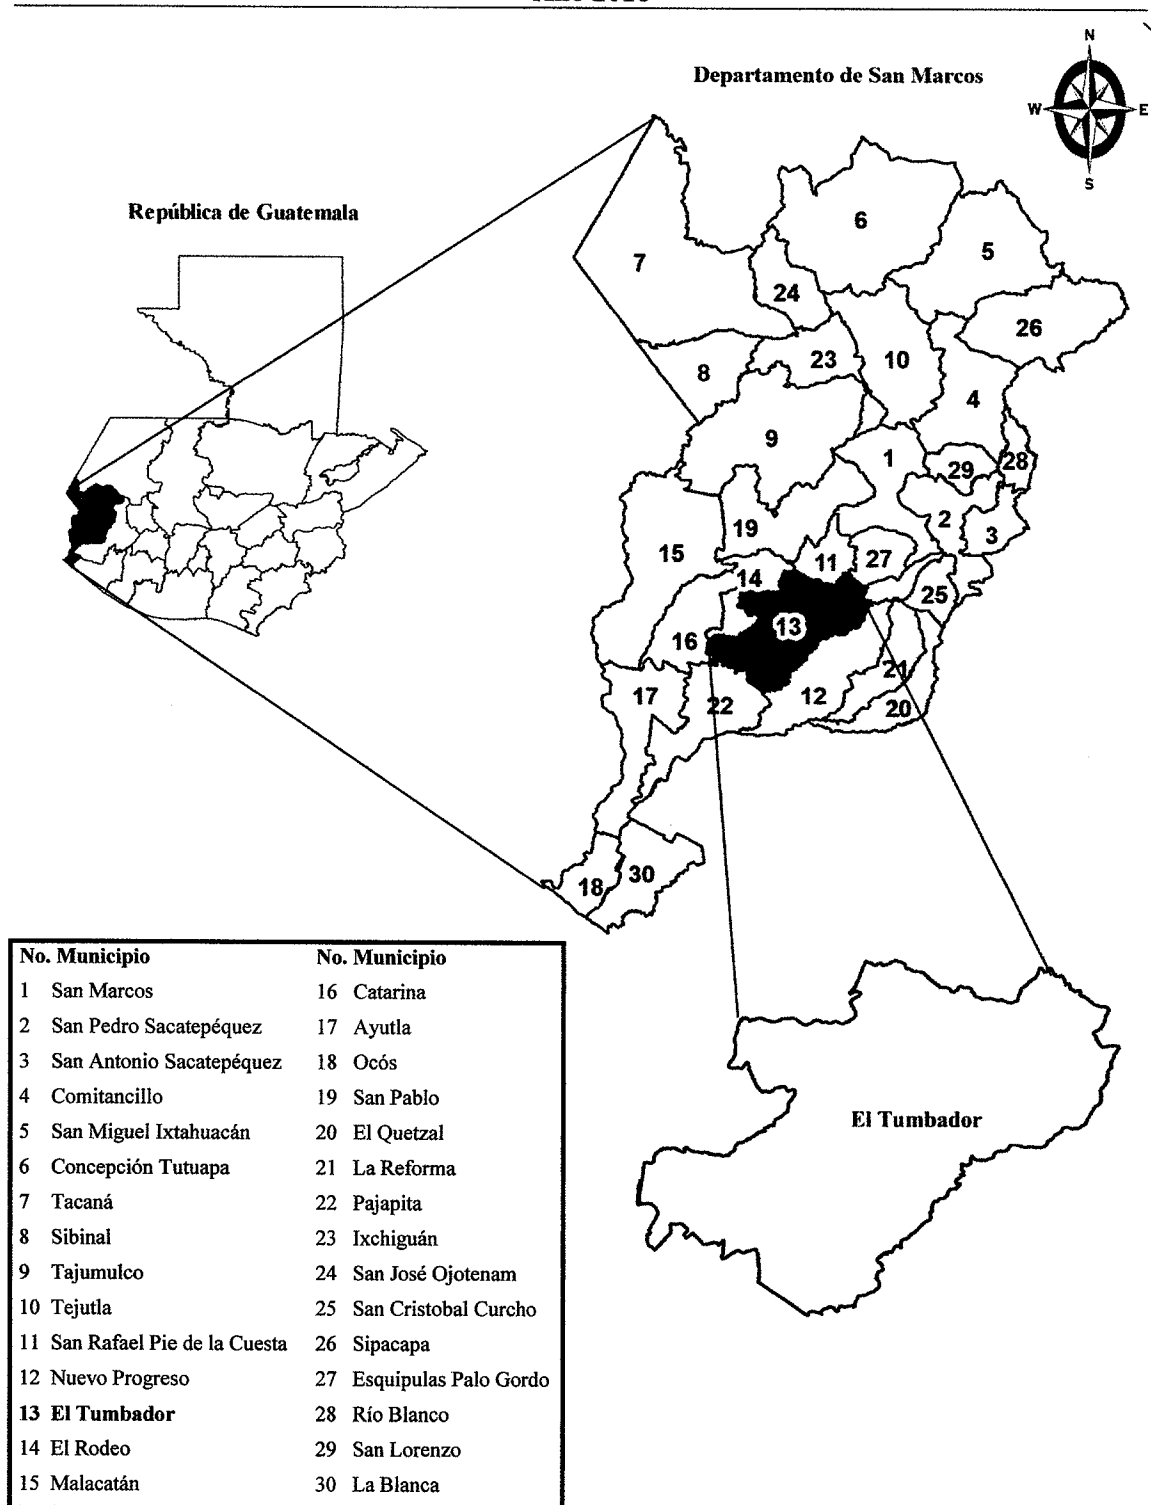 Departamento de San Marcos
N
W E
S
República de Guatemala
6
5
7
24
26
23
10
8
4
9
1
29
28
2
19
3
15
11
27
14
25
13
16
21
17
12
22
20
30
18
No. Municipio No. Municipio
1 San Marcos 16 Catarina
2 San Pedro Sacatepéquez 17 Ayutla
3 San Antonio Sacatepéquez 18 Ocós
4 Comitancillo 19 San Pablo
5 San Miguel Ixtahuacán 20 El Quetzal
6 Concepción Tutuapa 21 La Reforma
7 Tacaná 22 Pajapita
8 Sibinal 23 Ixchiguán
9 Tajumulco 24 San José Ojotenam
10 Tejutla 25 San Cristobal Curcho
11 San Rafael Pie de la Cuesta 26 Sipacapa
12 Nuevo Progreso 27 Esquipulas Palo Gordo
13 El Tumbador 28 Río Blanco
14 El Rodeo 29 San Lorenzo
15 Malacatán 30 La Blanca
El Tumbador